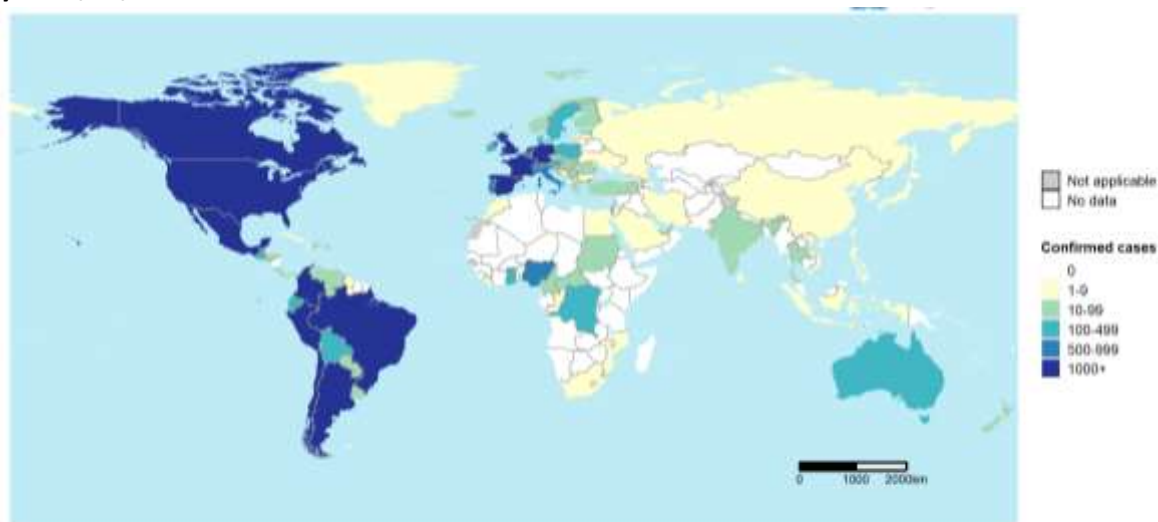 Not applicable
No data
Confirmed cases
0
1-9
10-99
100-499
500-999
1000+
0 1000 2000km